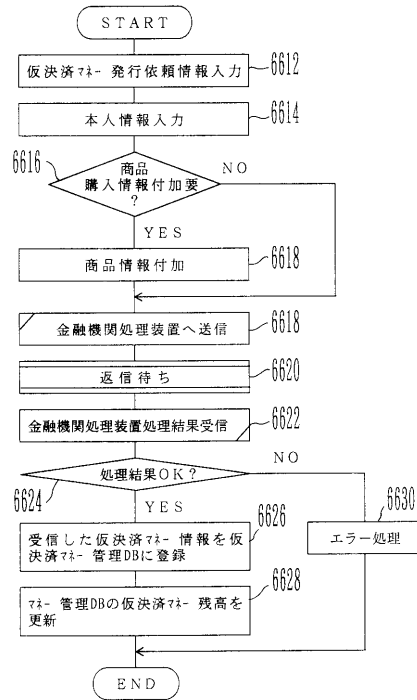 START
仮決済ﾏﾈｰ 発行依頼情報入力
6612
本人情報入力
6614
6616
商品
購入情報付加要
?
NO
YES
商品情報付加
6618
金融機関処理装置へ送信
6618
返信待ち
6620
金融機関処理装置処理結果受信
6622
処理結果OK?
NO
6624
YES
6626
6630
受信した仮決済ﾏﾈｰ 情報を仮
決済ﾏﾈｰ 管理DBに登録
エラー処理
6628
ﾏﾈｰ 管理DBの仮決済ﾏﾈｰ 残高を
更新
END